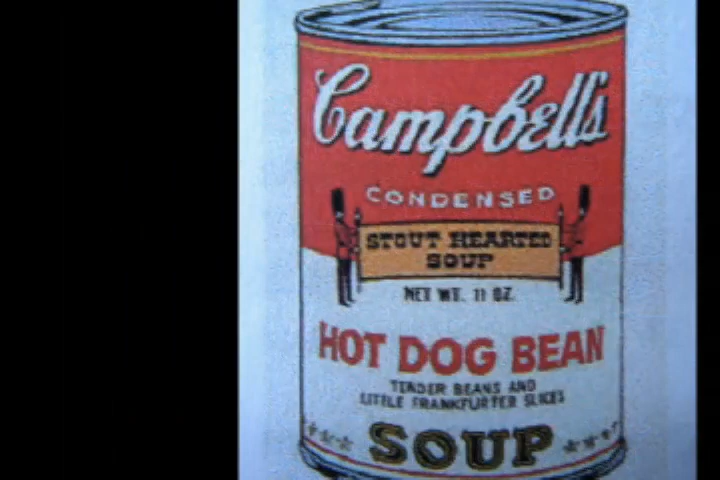 Campbell's
CONDENSED
STOUT HEARTED
SOUP
NET WT. 11 OZ.
HOT DOG BEAN
TENDER BEANS AND
LITTLE FRANKFURTER SLICES
SOUP